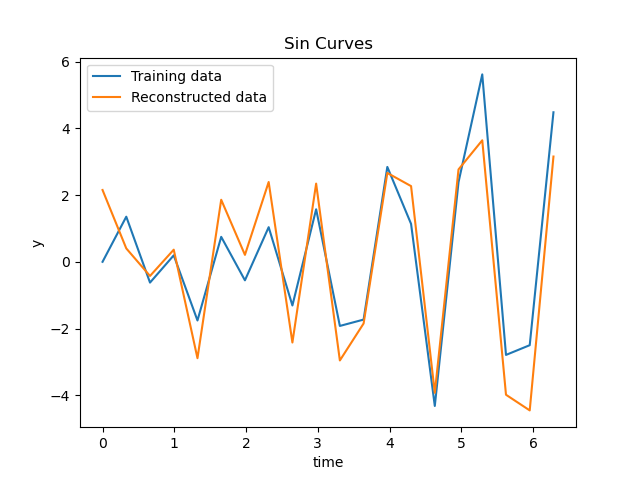 Sin Curves
Training data
Reconstructed data
6
4
2
0
−2
−4
y
0 1 2 3 4 5 6
time